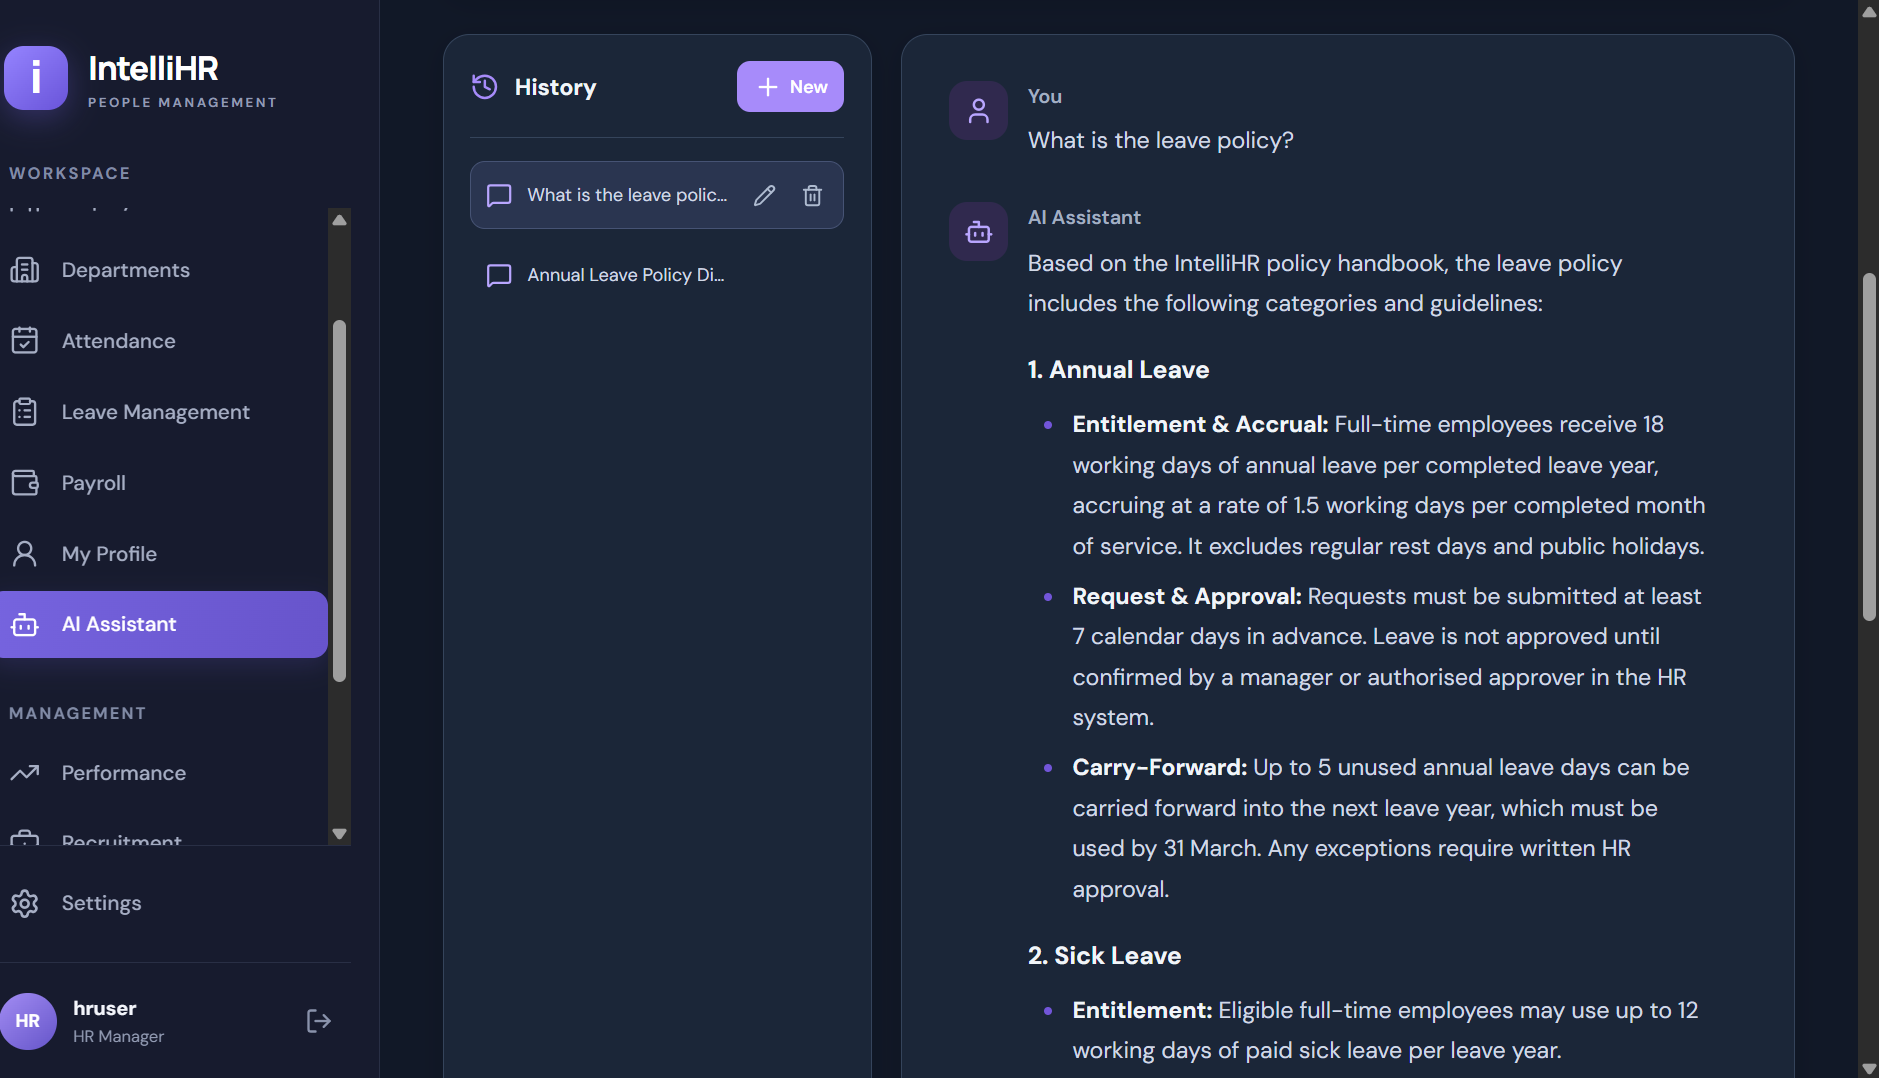 i
IntelliHR
PEOPLE MANAGEMENT
WORKSPACE
Departments
Attendance
Leave Management
Payroll
My Profile
AI Assistant
MANAGEMENT
Performance
Recruitment
Settings
HR
hruser
HR Manager
History
New
What is the leave polic...
Annual Leave Policy Di...
You
What is the leave policy?
AI Assistant
Based on the IntelliHR policy handbook, the leave policy
includes the following categories and guidelines:
1. Annual Leave
Entitlement & Accrual: Full-time employees receive 18
working days of annual leave per completed leave year,
accruing at a rate of 1.5 working days per completed month
of service. It excludes regular rest days and public holidays.
Request & Approval: Requests must be submitted at least
7 calendar days in advance. Leave is not approved until
confirmed by a manager or authorised approver in the HR
system.
Carry-Forward: Up to 5 unused annual leave days can be
carried forward into the next leave year, which must be
used by 31 March. Any exceptions require written HR
approval.
2. Sick Leave
Entitlement: Eligible full-time employees may use up to 12
working days of paid sick leave per leave year.